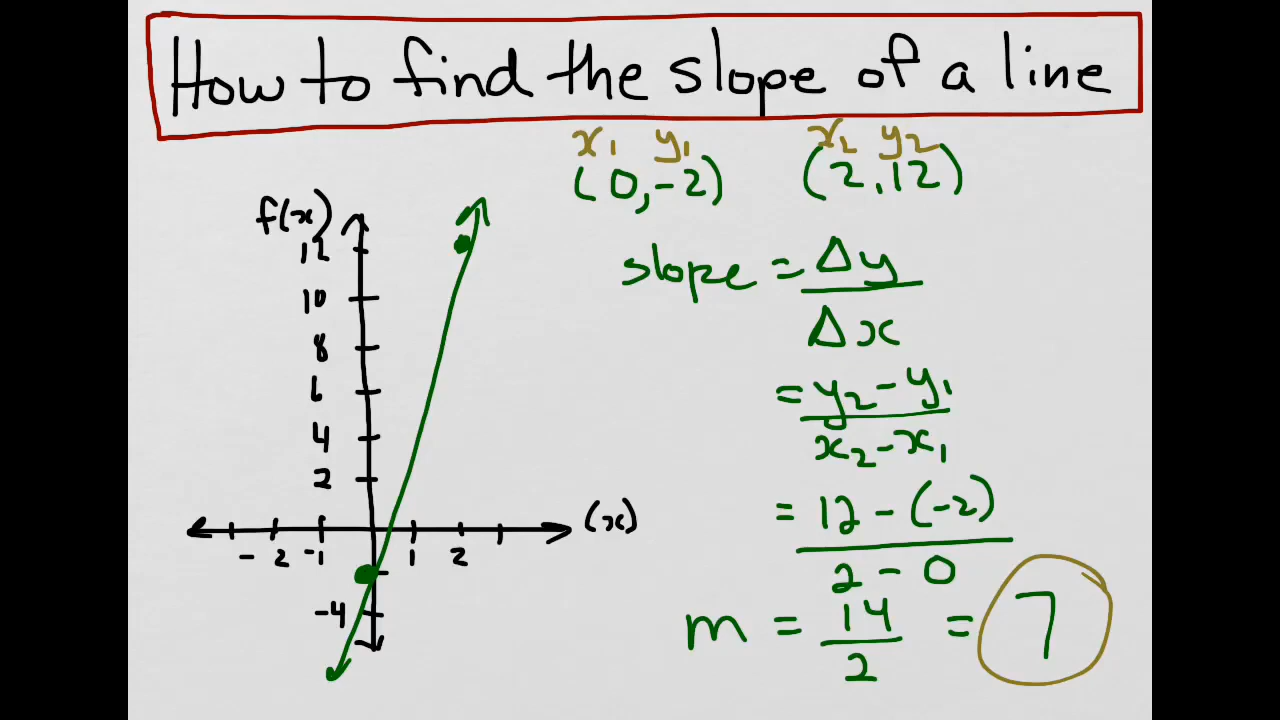 How to find the slope of a line
x₁ y₁ x₂ y₂
(0,-2) (2,12)
f(x)
12
10
8
6
4
2
(x)
- 2 -1 1 2
-4
slope = Δy
Δx
= y₂ - y₁
x₂ - x₁
= 12 - (-2)
2 - 0
m = 14 = 7
2